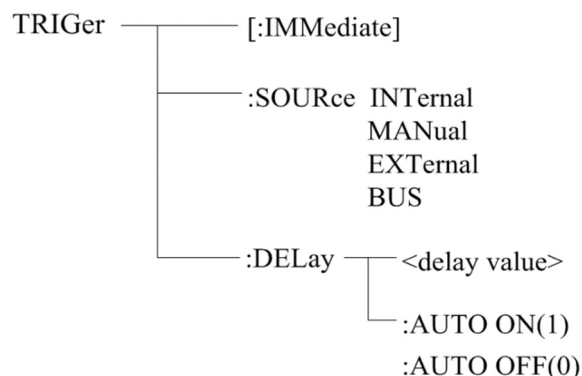 TRIGer [:IMMediate]
:SOURce INTernal
MANual
EXTernal
BUS
:DELay <delay value>
:AUTO ON(1)
:AUTO OFF(0)